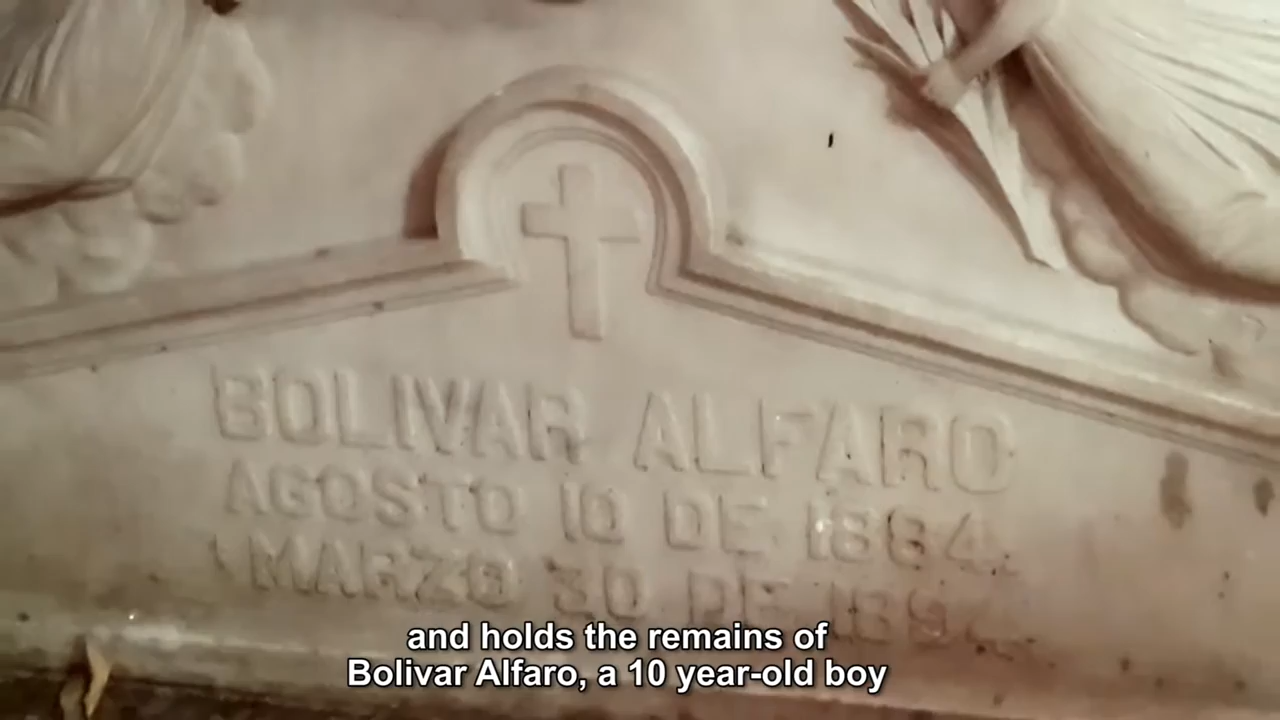 BOLIVAR ALFARO
AGOSTO 10 DE 1884.
MARZO 30 DE
and holds the remains of
Bolivar Alfaro, a 10 year-old boy